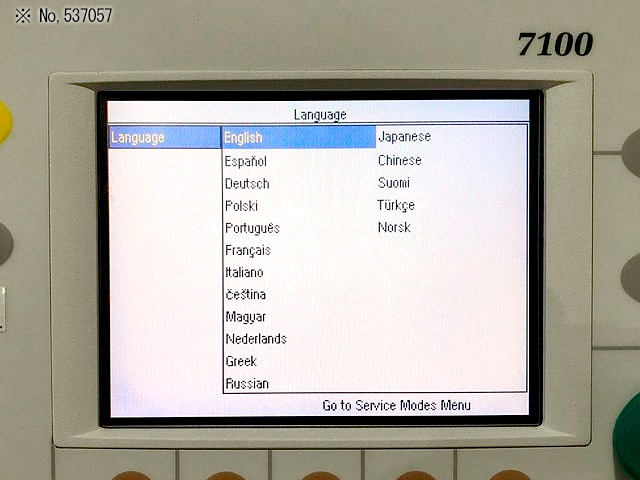 ※ No, 537057
7100
Language
Language
English
Español
Deutsch
Polski
Português
Français
Italiano
čeština
Magyar
Nederlands
Greek
Russian
Japanese
Chinese
Suomi
Türkçe
Norsk
Go to Service Modes Menu